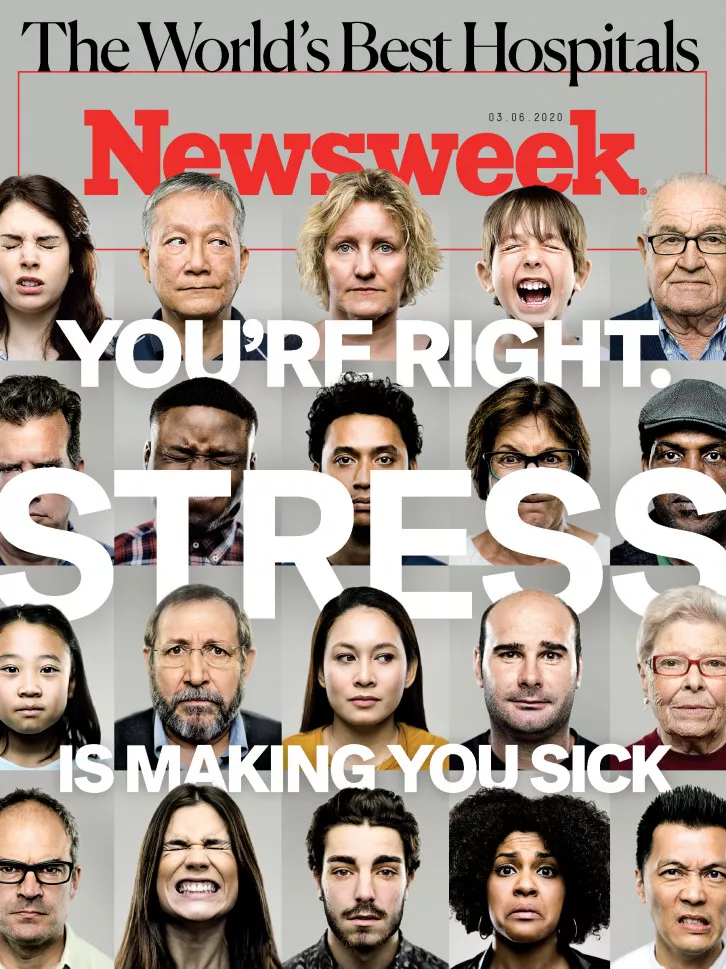 The World's Best Hospitals
03.06.2020
Newsweek®
YOU'RE RIGHT.
STRESS
IS MAKING YOU SICK